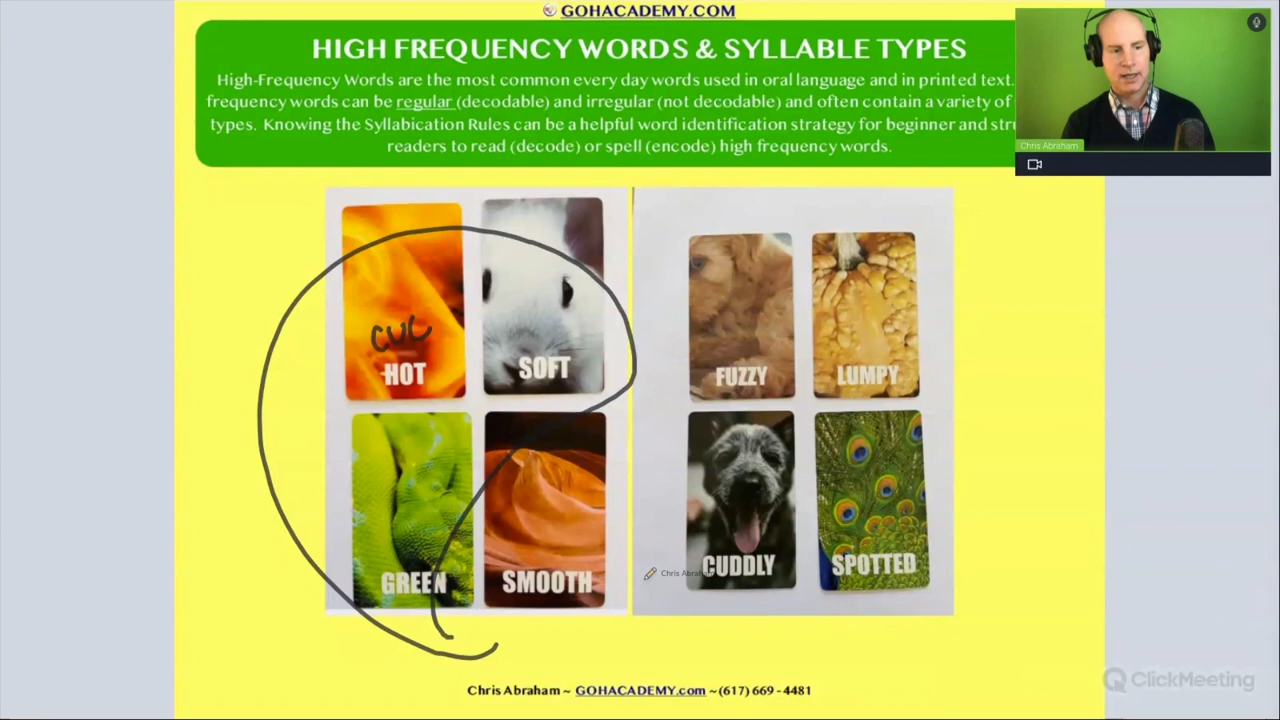 GOHACADEMY.COM
HIGH FREQUENCY WORDS & SYLLABLE TYPES
High-Frequency Words are the most common every day words used in oral language and in printed text.
frequency words can be regular (decodable) and irregular (not decodable) and often contain a variety of
types. Knowing the Syllabication Rules can be a helpful word identification strategy for beginner and
readers to read (decode) or spell (encode) high frequency words.
Chris Abraham
CVC
HOT
SOFT
FUZZY
LUMPY
GREEN
SMOOTH
CUDDLY
SPOTTED
Chris Abraham
ClickMeeting
Chris Abraham ~ GOHACADEMY.com ~(617) 669 - 4481